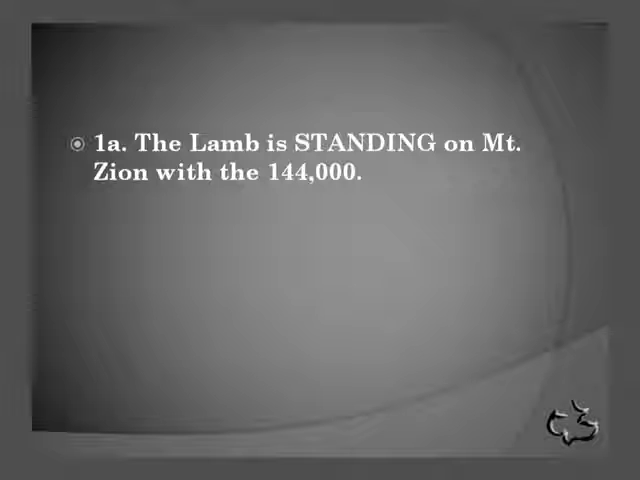 1a. The Lamb is STANDING on Mt.
Zion with the 144,000.